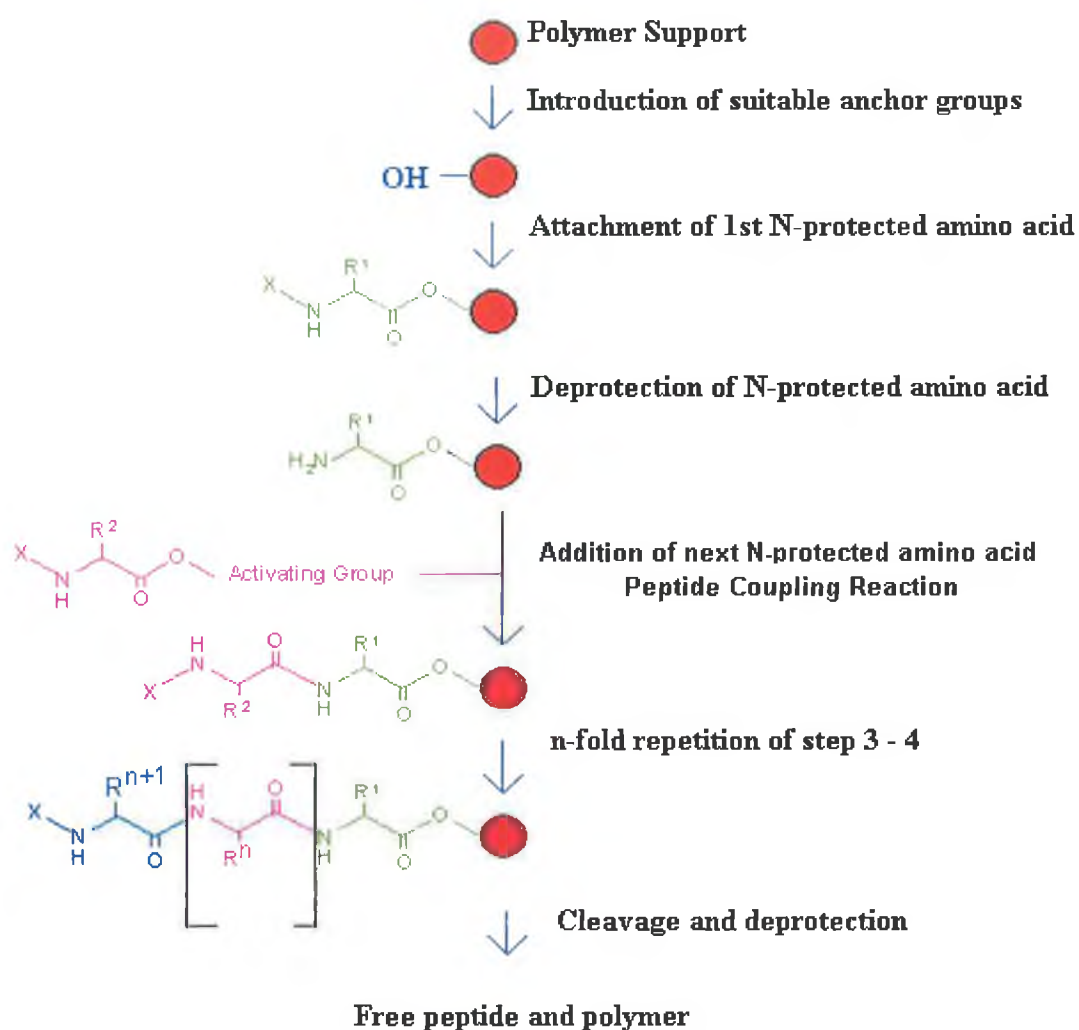 Polymer Support
Introduction of suitable anchor groups
OH
Attachment of 1st N-protected amino acid
R1
X
O
N
H
O
Deprotection of N-protected amino acid
R1
H2N
O
O
R2
X
O
Activating Group
N
H
O
Addition of next N-protected amino acid
Peptide Coupling Reaction
H
N
O
R1
O
X
R2
N
H
O
n-fold repetition of step 3 - 4
X
Rn+1
H
N
O
R1
O
N
H
O
Rn
N
H
O
Cleavage and deprotection
Free peptide and polymer